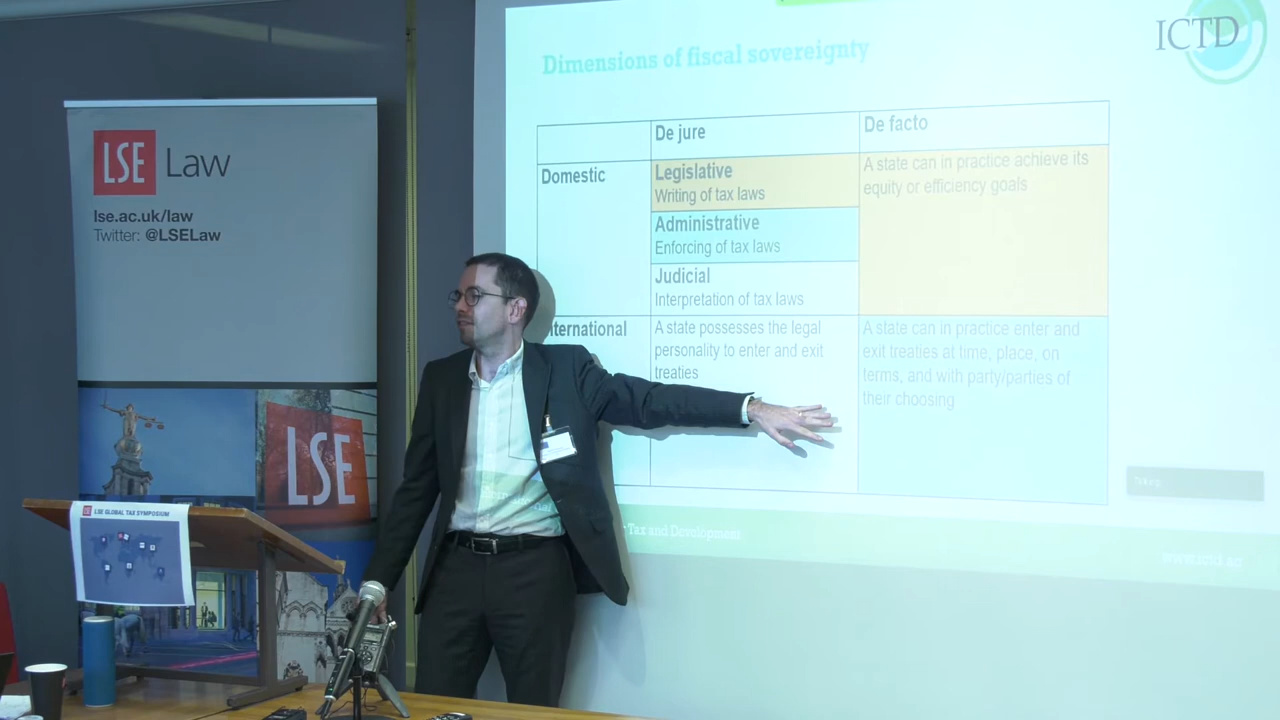 LSE Law
lse.ac.uk/law
Twitter: @LSELaw
LSE
LSE GLOBAL TAX SYMPOSIUM
ICTD
Dimensions of fiscal sovereignty
De jure
De facto
Domestic
Legislative
Writing of tax laws
A state can in practice achieve its
equity or efficiency goals
Administrative
Enforcing of tax laws
Judicial
Interpretation of tax laws
International
A state possesses the legal
personality to enter and exit
treaties
A state can in practice enter and
exit treaties at time, place, on
terms, and with party/parties of
their choosing
Tax and Development